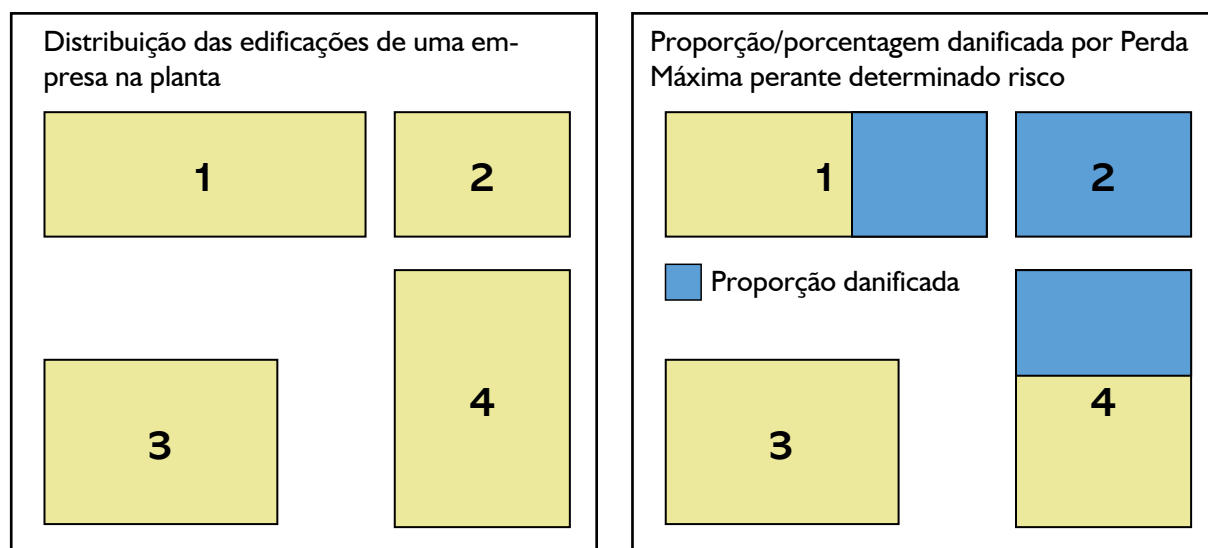 Distribuição das edificações de uma em-
presa na planta
1
2
3
4
Proporção/porcentagem danificada por Perda
Máxima perante determinado risco
1
2
Proporção danificada
3
4